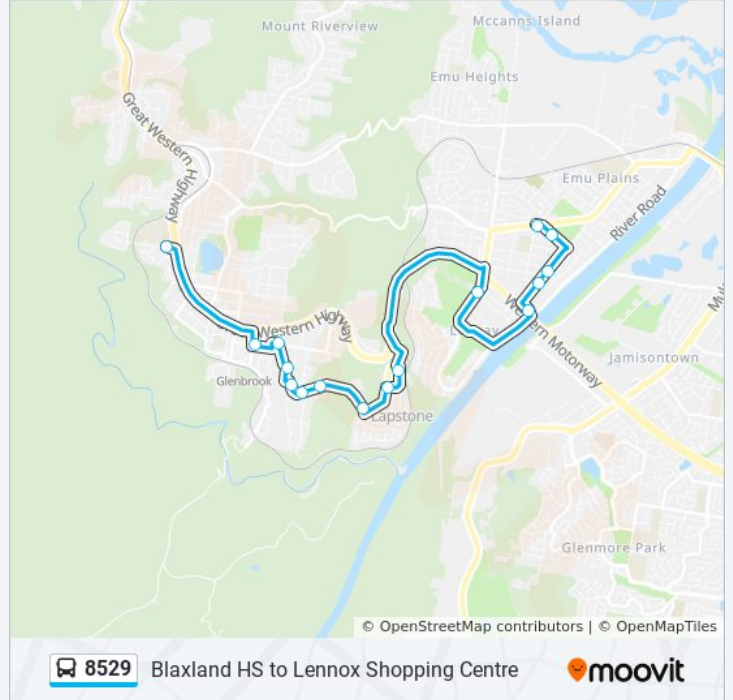 Mount Riverview
Mccanns Island
Emu Heights
Great Western Highway
Emu Plains
River Road
Western Highway
Western Motorway
Jamisontown
Glenbrook
Lapstone
Glenmore Park
© OpenStreetMap contributors | © OpenMapTiles
8529 Blaxland HS to Lennox Shopping Centre
moovit